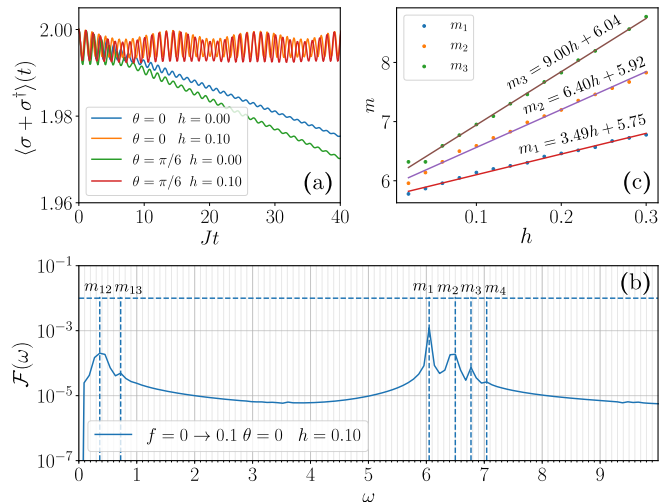 2.00
1.98
1.96
⟨σ + σ†⟩(t)
θ = 0 h = 0.00
θ = 0 h = 0.10
θ = π/6 h = 0.00
θ = π/6 h = 0.10
(a)
0 10 20 30 40
Jt
8
7
6
m
m₁
m₂
m₃
m₃ = 9.00h + 6.04
m₂ = 6.40h + 5.92
m₁ = 3.49h + 5.75
(c)
0.1 0.2 0.3
h
10⁻¹
10⁻³
10⁻⁵
10⁻⁷
F(ω)
(b)
m₁₂ m₁₃ m₁ m₂ m₃ m₄
f = 0 → 0.1 θ = 0 h = 0.10
0 1 2 3 4 5 6 7 8 9
ω